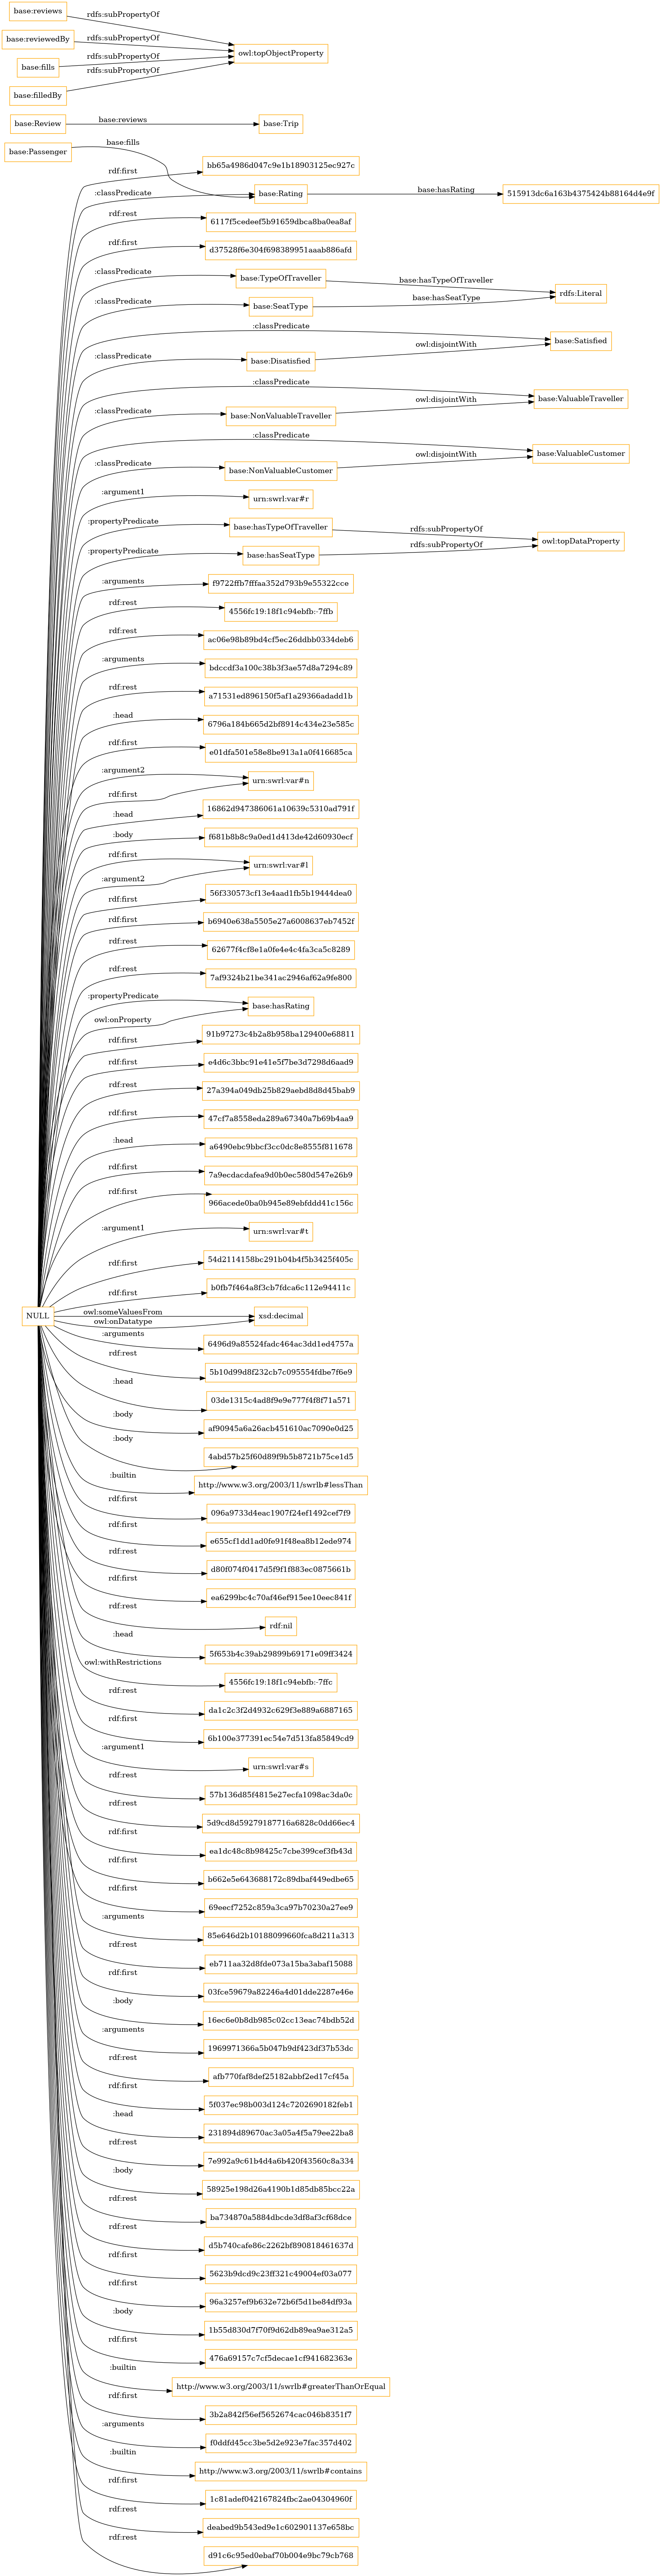 base:reviews
rdfs:subPropertyOf
base:reviewedBy
rdfs:subPropertyOf
owl:topObjectProperty
base:fills
rdfs:subPropertyOf
base:filledBy
rdfs:subPropertyOf
base:Review
base:reviews
base:Trip
base:Passenger
base:fills
rdf:first
bb65a4986d047c9e1b18903125ec927c
:classPredicate
base:Rating
base:hasRating
515913dc6a163b4375424b88164d4e9f
rdf:rest
6117f5cedeef5b91659dbca8ba0ea8af
rdf:first
d37528f6e304f698389951aaab886afd
:classPredicate
base:TypeOfTraveller
base:hasTypeOfTraveller
rdfs:Literal
:classPredicate
base:SeatType
base:hasSeatType
:classPredicate
base:Satisfied
:classPredicate
base:Disatisfied
owl:disjointWith
:classPredicate
base:ValuableTraveller
:classPredicate
base:NonValuableTraveller
owl:disjointWith
:classPredicate
base:ValuableCustomer
:classPredicate
base:NonValuableCustomer
owl:disjointWith
:argument1
urn:swrl:var#r
:propertyPredicate
base:hasTypeOfTraveller
rdfs:subPropertyOf
owl:topDataProperty
:propertyPredicate
base:hasSeatType
rdfs:subPropertyOf
:arguments
f9722ffb7fffaa352d793b9e55322cce
rdf:rest
4556fc19:18f1c94ebfb:-7ffb
rdf:rest
ac06e98b89bd4cf5ec26ddbb0334deb6
:arguments
bdccdf3a100c38b3f3ae57d8a7294c89
rdf:rest
a71531ed896150f5af1a29366adadd1b
:head
6796a184b665d2bf8914c434e23e585c
rdf:first
e01dfa501e58e8be913a1a0f416685ca
:argument2
urn:swrl:var#n
rdf:first
:head
16862d947386061a10639c5310ad791f
:body
f681b8b8c9a0ed1d413de42d60930ecf
rdf:first
urn:swrl:var#l
:argument2
rdf:first
56f330573cf13e4aad1fb5b19444dea0
rdf:first
b6940e638a5505e27a6008637eb7452f
rdf:rest
62677f4cf8e1a0fe4e4c4fa3ca5c8289
rdf:rest
7af9324b21be341ac2946af62a9fe800
:propertyPredicate
base:hasRating
owl:onProperty
rdf:first
91b97273c4b2a8b958ba129400e68811
rdf:first
e4d6c3bbc91e41e5f7be3d7298d6aad9
rdf:rest
27a394a049db25b829aebd8d8d45bab9
rdf:first
47cf7a8558eda289a67340a7b69b4aa9
:head
a6490ebc9bbcf3cc0dc8e8555f811678
rdf:first
7a9ecdacdafea9d0b0ec580d547e26b9
rdf:first
966acede0ba0b945e89ebfddd41c156c
:argument1
urn:swrl:var#t
rdf:first
54d2114158bc291b04b4f5b3425f405c
rdf:first
b0fb7f464a8f3cb7fdca6c112e94411c
NULL
owl:someValuesFrom
xsd:decimal
owl:onDatatype
:arguments
6496d9a85524fadc464ac3dd1ed4757a
rdf:rest
5b10d99d8f232cb7c095554fdbe7f6e9
:head
03de1315c4ad8f9e9e777f4f8f71a571
:body
af90945a6a26acb451610ac7090e0d25
:body
4abd57b25f60d89f9b5b8721b75ce1d5
:builtin
http://www.w3.org/2003/11/swrlb#lessThan
rdf:first
096a9733d4eac1907f24ef1492cef7f9
rdf:first
e655cf1dd1ad0fe91f48ea8b12ede974
rdf:rest
d80f074f0417d5f9f1f883ec0875661b
rdf:first
ea6299bc4c70af46ef915ee10eec841f
rdf:rest
rdf:nil
:head
5f653b4c39ab29899b69171e09ff3424
owl:withRestrictions
4556fc19:18f1c94ebfb:-7ffc
rdf:rest
da1c2c3f2d4932c629f3e889a6887165
rdf:first
6b100e377391ec54e7d513fa85849cd9
:argument1
urn:swrl:var#s
rdf:rest
57b136d85f4815e27ecfa1098ac3da0c
rdf:rest
5d9cd8d59279187716a6828c0dd66ec4
rdf:first
ea1dc48c8b98425c7cbe399cef3fb43d
rdf:first
b662e5e643688172c89dbaf449edbe65
rdf:first
69eecf7252c859a3ca97b70230a27ee9
:arguments
85e646d2b10188099660fca8d211a313
rdf:rest
eb711aa32d8fde073a15ba3abaf15088
rdf:first
03fce59679a82246a4d01dde2287e46e
:body
16ec6e0b8db985c02cc13eac74bdb52d
:arguments
1969971366a5b047b9df423df37b53dc
rdf:rest
afb770faf8def25182abbf2ed17cf45a
rdf:first
5f037ec98b003d124c7202690182feb1
:head
231894d89670ac3a05a4f5a79ee22ba8
rdf:rest
7e992a9c61b4d4a6b420f43560c8a334
:body
58925e198d26a4190b1d85db85bcc22a
rdf:rest
ba734870a5884dbcde3df8af3cf68dce
rdf:rest
d5b740cafe86c2262bf890818461637d
rdf:first
5623b9dcd9c23ff321c49004ef03a077
rdf:first
96a3257ef9b632e72b6f5d1be84df93a
:body
1b55d830d7f70f9d62db89ea9ae312a5
rdf:first
476a69157c7cf5decae1cf941682363e
:builtin
http://www.w3.org/2003/11/swrlb#greaterThanOrEqual
rdf:first
3b2a842f56ef5652674cac046b8351f7
:arguments
f0ddfd45cc3be5d2e923e7fac357d402
:builtin
http://www.w3.org/2003/11/swrlb#contains
rdf:first
1c81adef042167824fbc2ae04304960f
rdf:rest
deabed9b543ed9e1c602901137e658bc
rdf:rest
d91c6c95ed0ebaf70b004e9bc79cb768